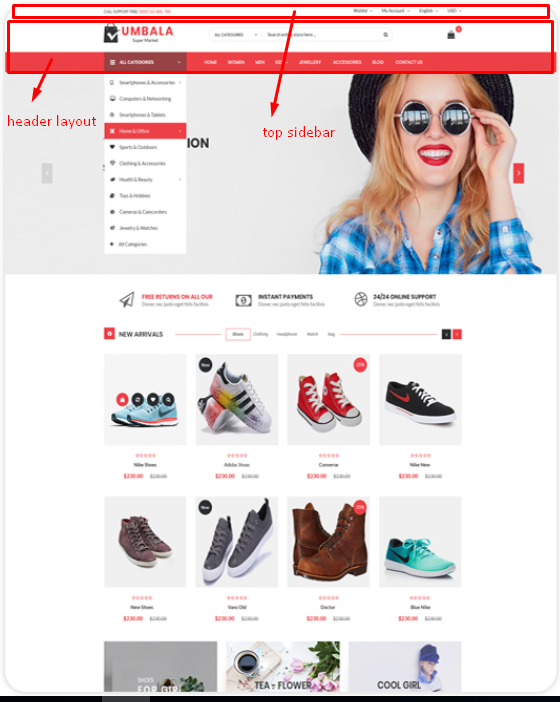 CALL SUPPORT FREE:
Wishlist
My Account
English
USD
UMBALA
Super Market
ALL CATEGORIES
Search entire store here...
ALL CATEGORIES
HOME
WOMEN
MEN
JEWELLERY
ACCESSORIES
BLOG
CONTACT US
header layout
top sidebar
Smartphones & Accessories
Computers & Networking
Smartphones & Tablets
Home & Office
Sports & Outdoors
Clothing & Accessories
Health & Beauty
Toys & Hobbies
Cameras & Camcorders
Jewelry & Watches
All Categories
ION
FREE RETURNS ON ALL OUR
Donec nec justo eget felis facilisis
INSTANT PAYMENTS
Donec nec justo eget felis facilisis
24/24 ONLINE SUPPORT
Donec nec justo eget felis facilisis
NEW ARRIVALS
Shoes
Clothing
Headphone
Watch
Bag
New
Nike Shoes
$230.00 $230.00
Adidas Shoes
$230.00 $230.00
Converse
$230.00 $230.00
Nike New
$230.00 $230.00
New
New Shoes
$230.00 $230.00
Vans Old
$230.00 $230.00
Doctor
$230.00 $230.00
Blue Nike
$230.00 $230.00
SHOES
FOR GIRL
TEA - FLOWER
COOL GIRL